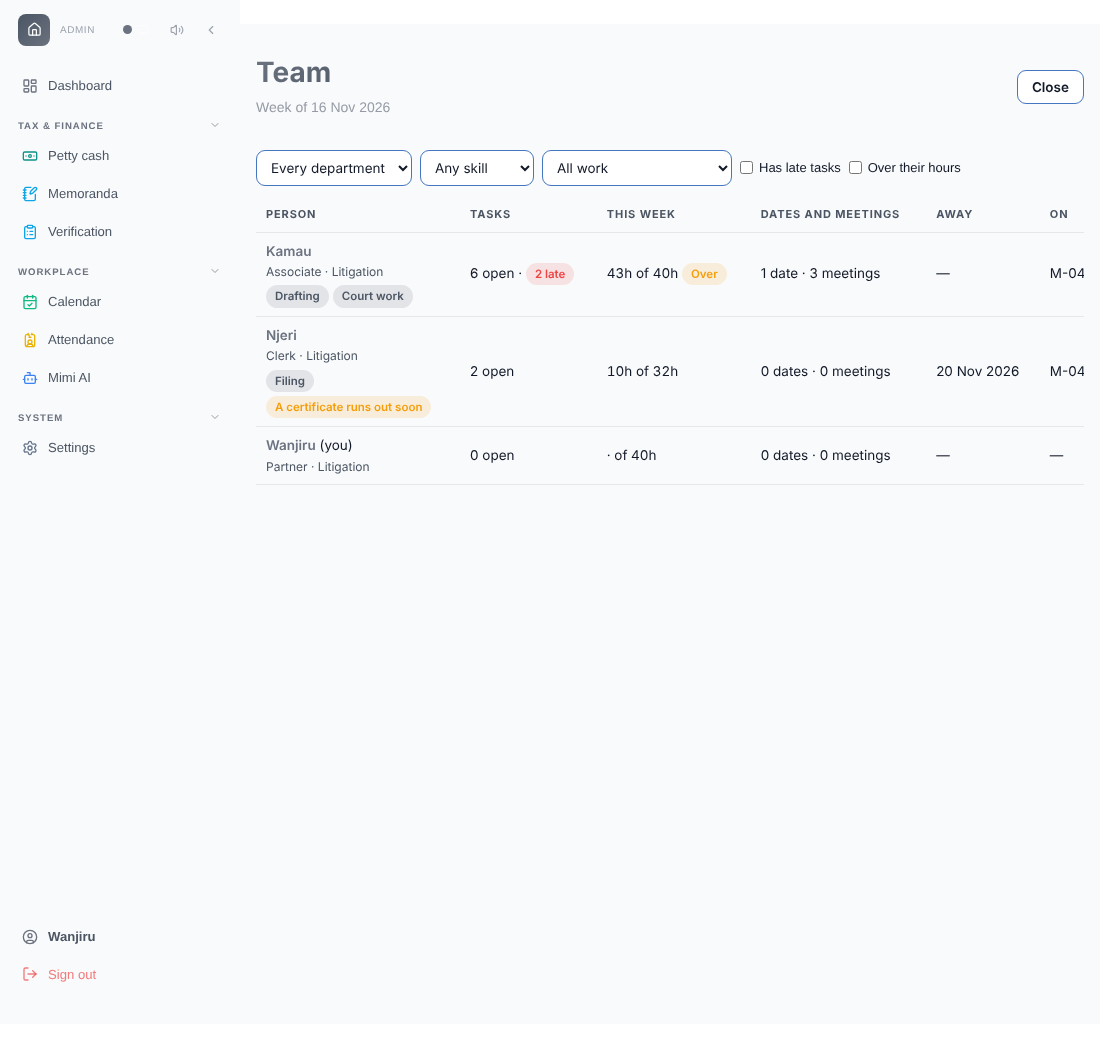 ADMIN
Dashboard
TAX & FINANCE
Petty cash
Memoranda
Verification
WORKPLACE
Calendar
Attendance
Mimi AI
SYSTEM
Settings
Wanjiru
Sign out
Team
Week of 16 Nov 2026
Close
Every department Any skill All work Has late tasks Over their hours
PERSON TASKS THIS WEEK DATES AND MEETINGS AWAY ON
Kamau
Associate · Litigation
Drafting Court work
6 open · 2 late 43h of 40h Over 1 date · 3 meetings — M-04
Njeri
Clerk · Litigation
Filing
A certificate runs out soon
2 open 10h of 32h 0 dates · 0 meetings 20 Nov 2026 M-04
Wanjiru (you)
Partner · Litigation
0 open · of 40h 0 dates · 0 meetings — —